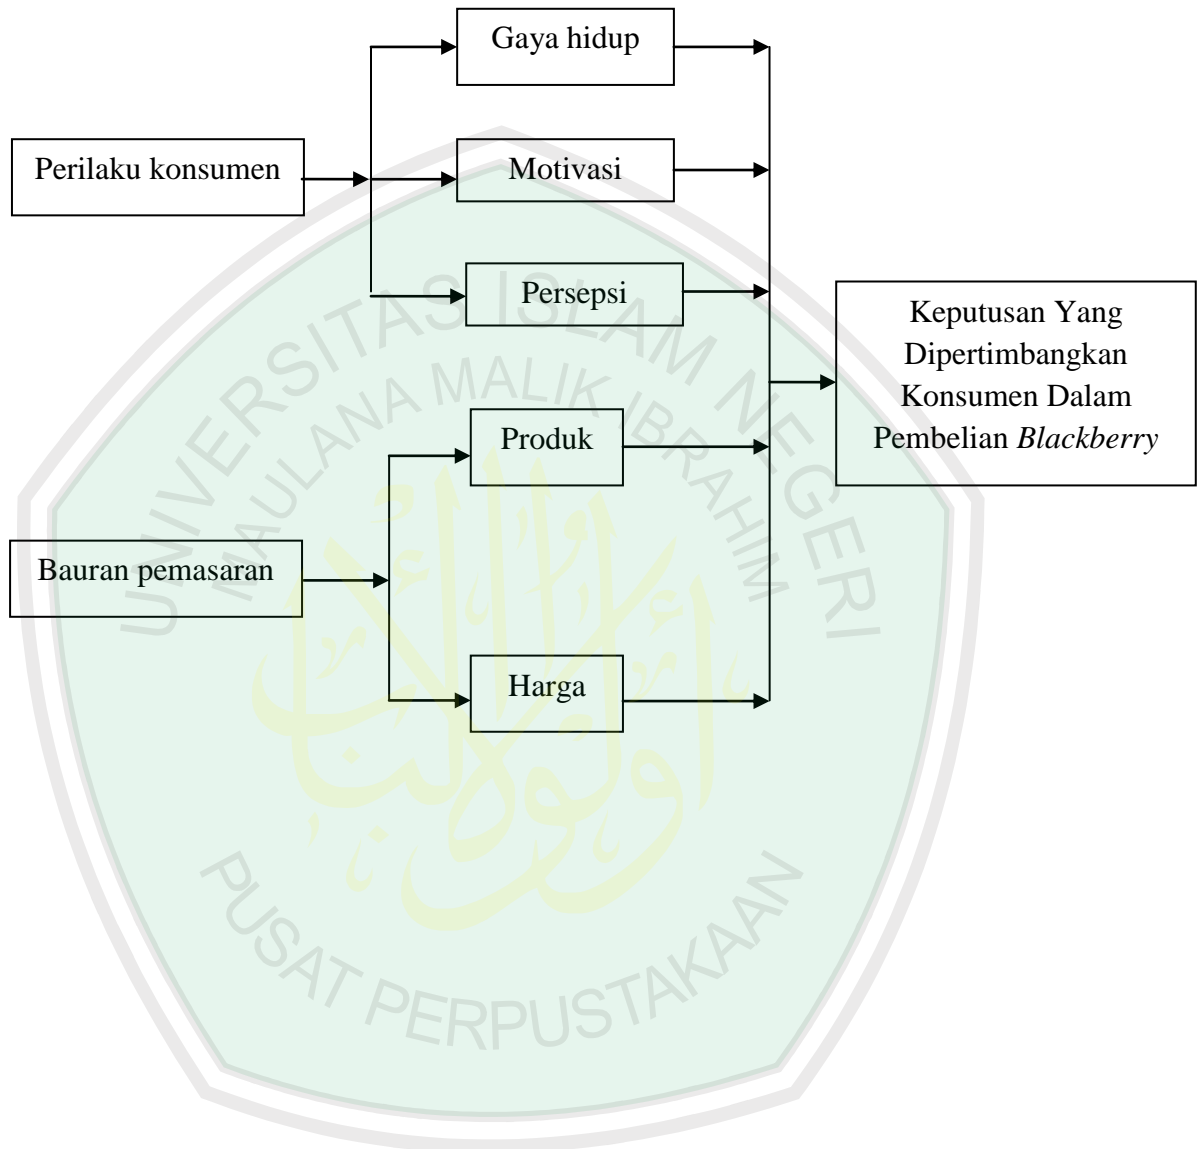 Gaya hidup
Perilaku konsumen
Motivasi
Persepsi
Keputusan Yang
Dipertimbangkan
Konsumen Dalam
Pembelian Blackberry
Produk
Bauran pemasaran
Harga
UNIVERSITAS ISLAM NEGERI
MAULANA MALIK IBRAHIM
PUSAT PERPUSTAKAAN